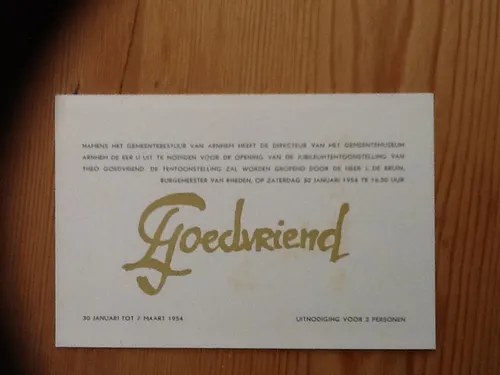 NAMENS HET GEMEENTEBESTUUR VAN ARNHEM HEEFT DE DIRECTEUR VAN HET GEMEENTEMUSEUM
ARNHEM DE EER U UIT TE NODIGEN VOOR DE OPENING VAN DE JUBILEUMTENTOONSTELLING VAN
THEO GOEDVRIEND. DE TENTOONSTELLING ZAL WORDEN GEOPEND DOOR DE HEER L. DE BRUIN,
BURGEMEESTER VAN RHEDEN, OP ZATERDAG 30 JANUARI 1954 TE 16.30 UUR
Goedvriend
30 JANUARI TOT 7 MAART 1954
UITNODIGING VOOR 2 PERSONEN